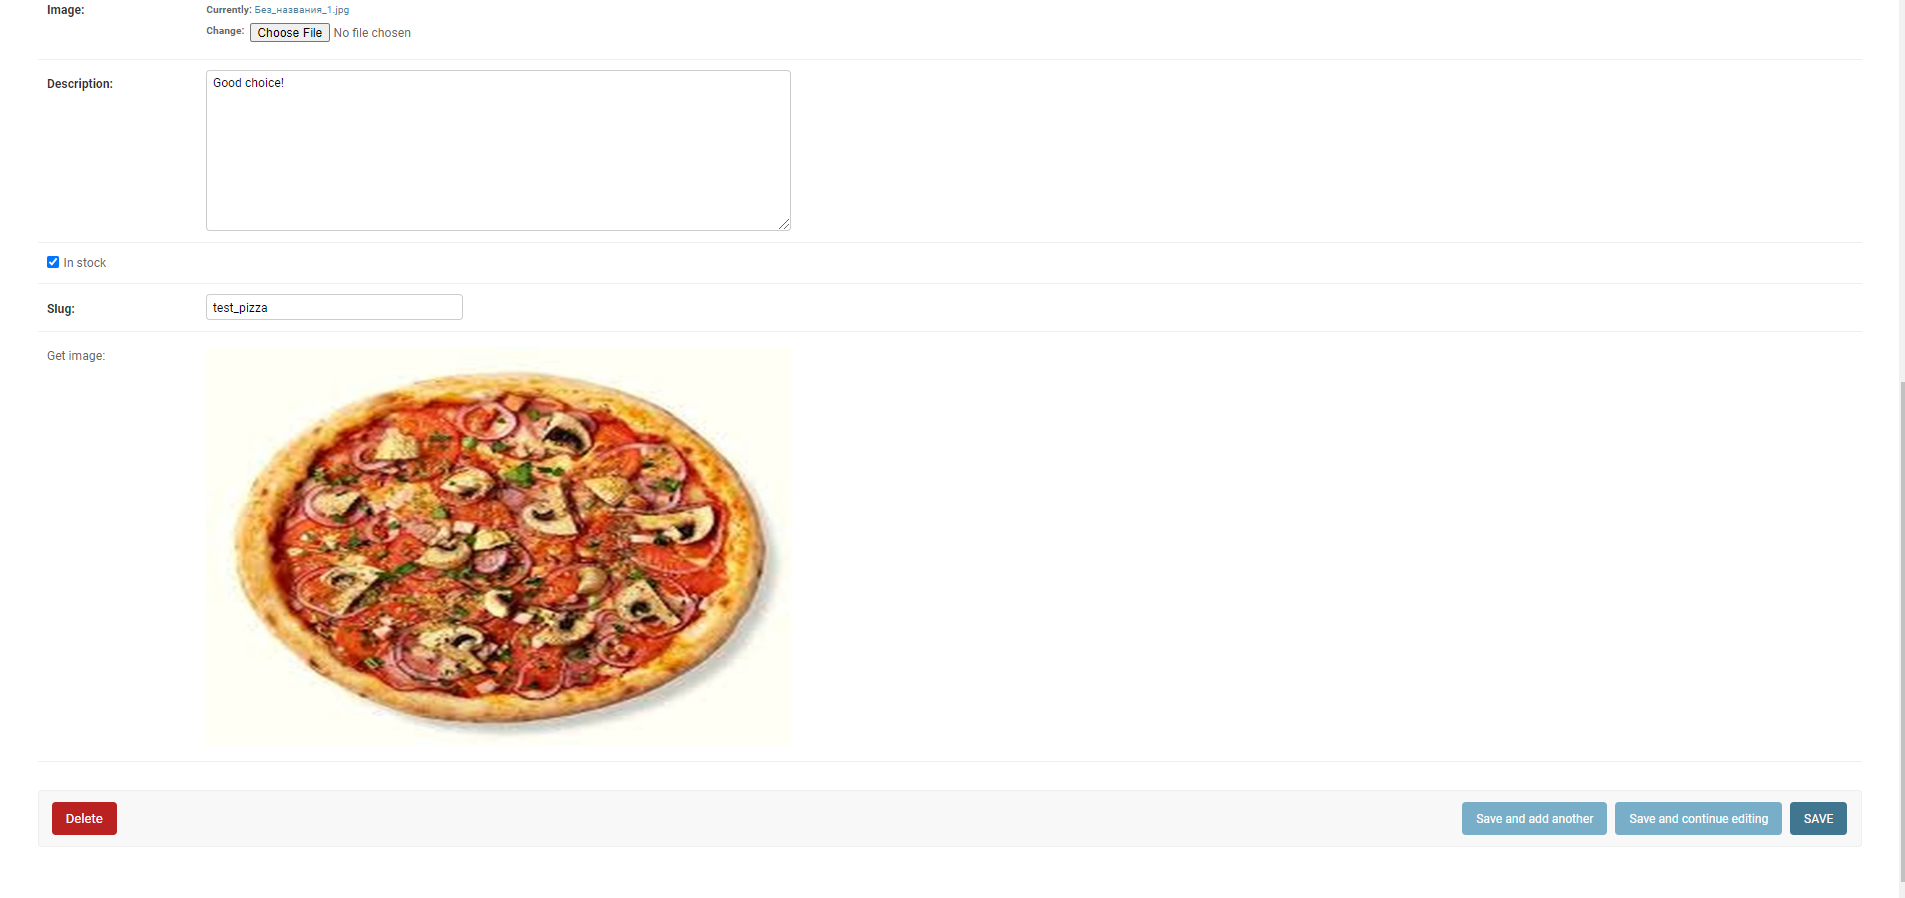 Image:
Currently: Без_названия_1.jpg
Change: Choose File No file chosen
Description:
Good choice!
In stock
Slug:
test_pizza
Get image:
Delete
Save and add another
Save and continue editing
SAVE